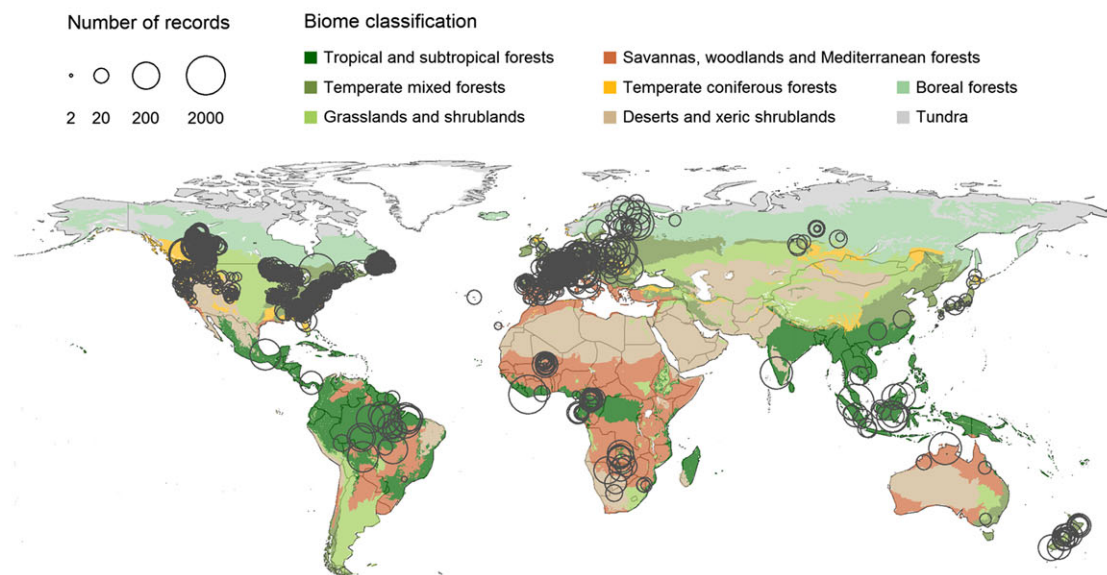 Number of records
2 20 200 2000
Biome classification
Tropical and subtropical forests
Temperate mixed forests
Grasslands and shrublands
Savannas, woodlands and Mediterranean forests
Temperate coniferous forests
Deserts and xeric shrublands
Boreal forests
Tundra